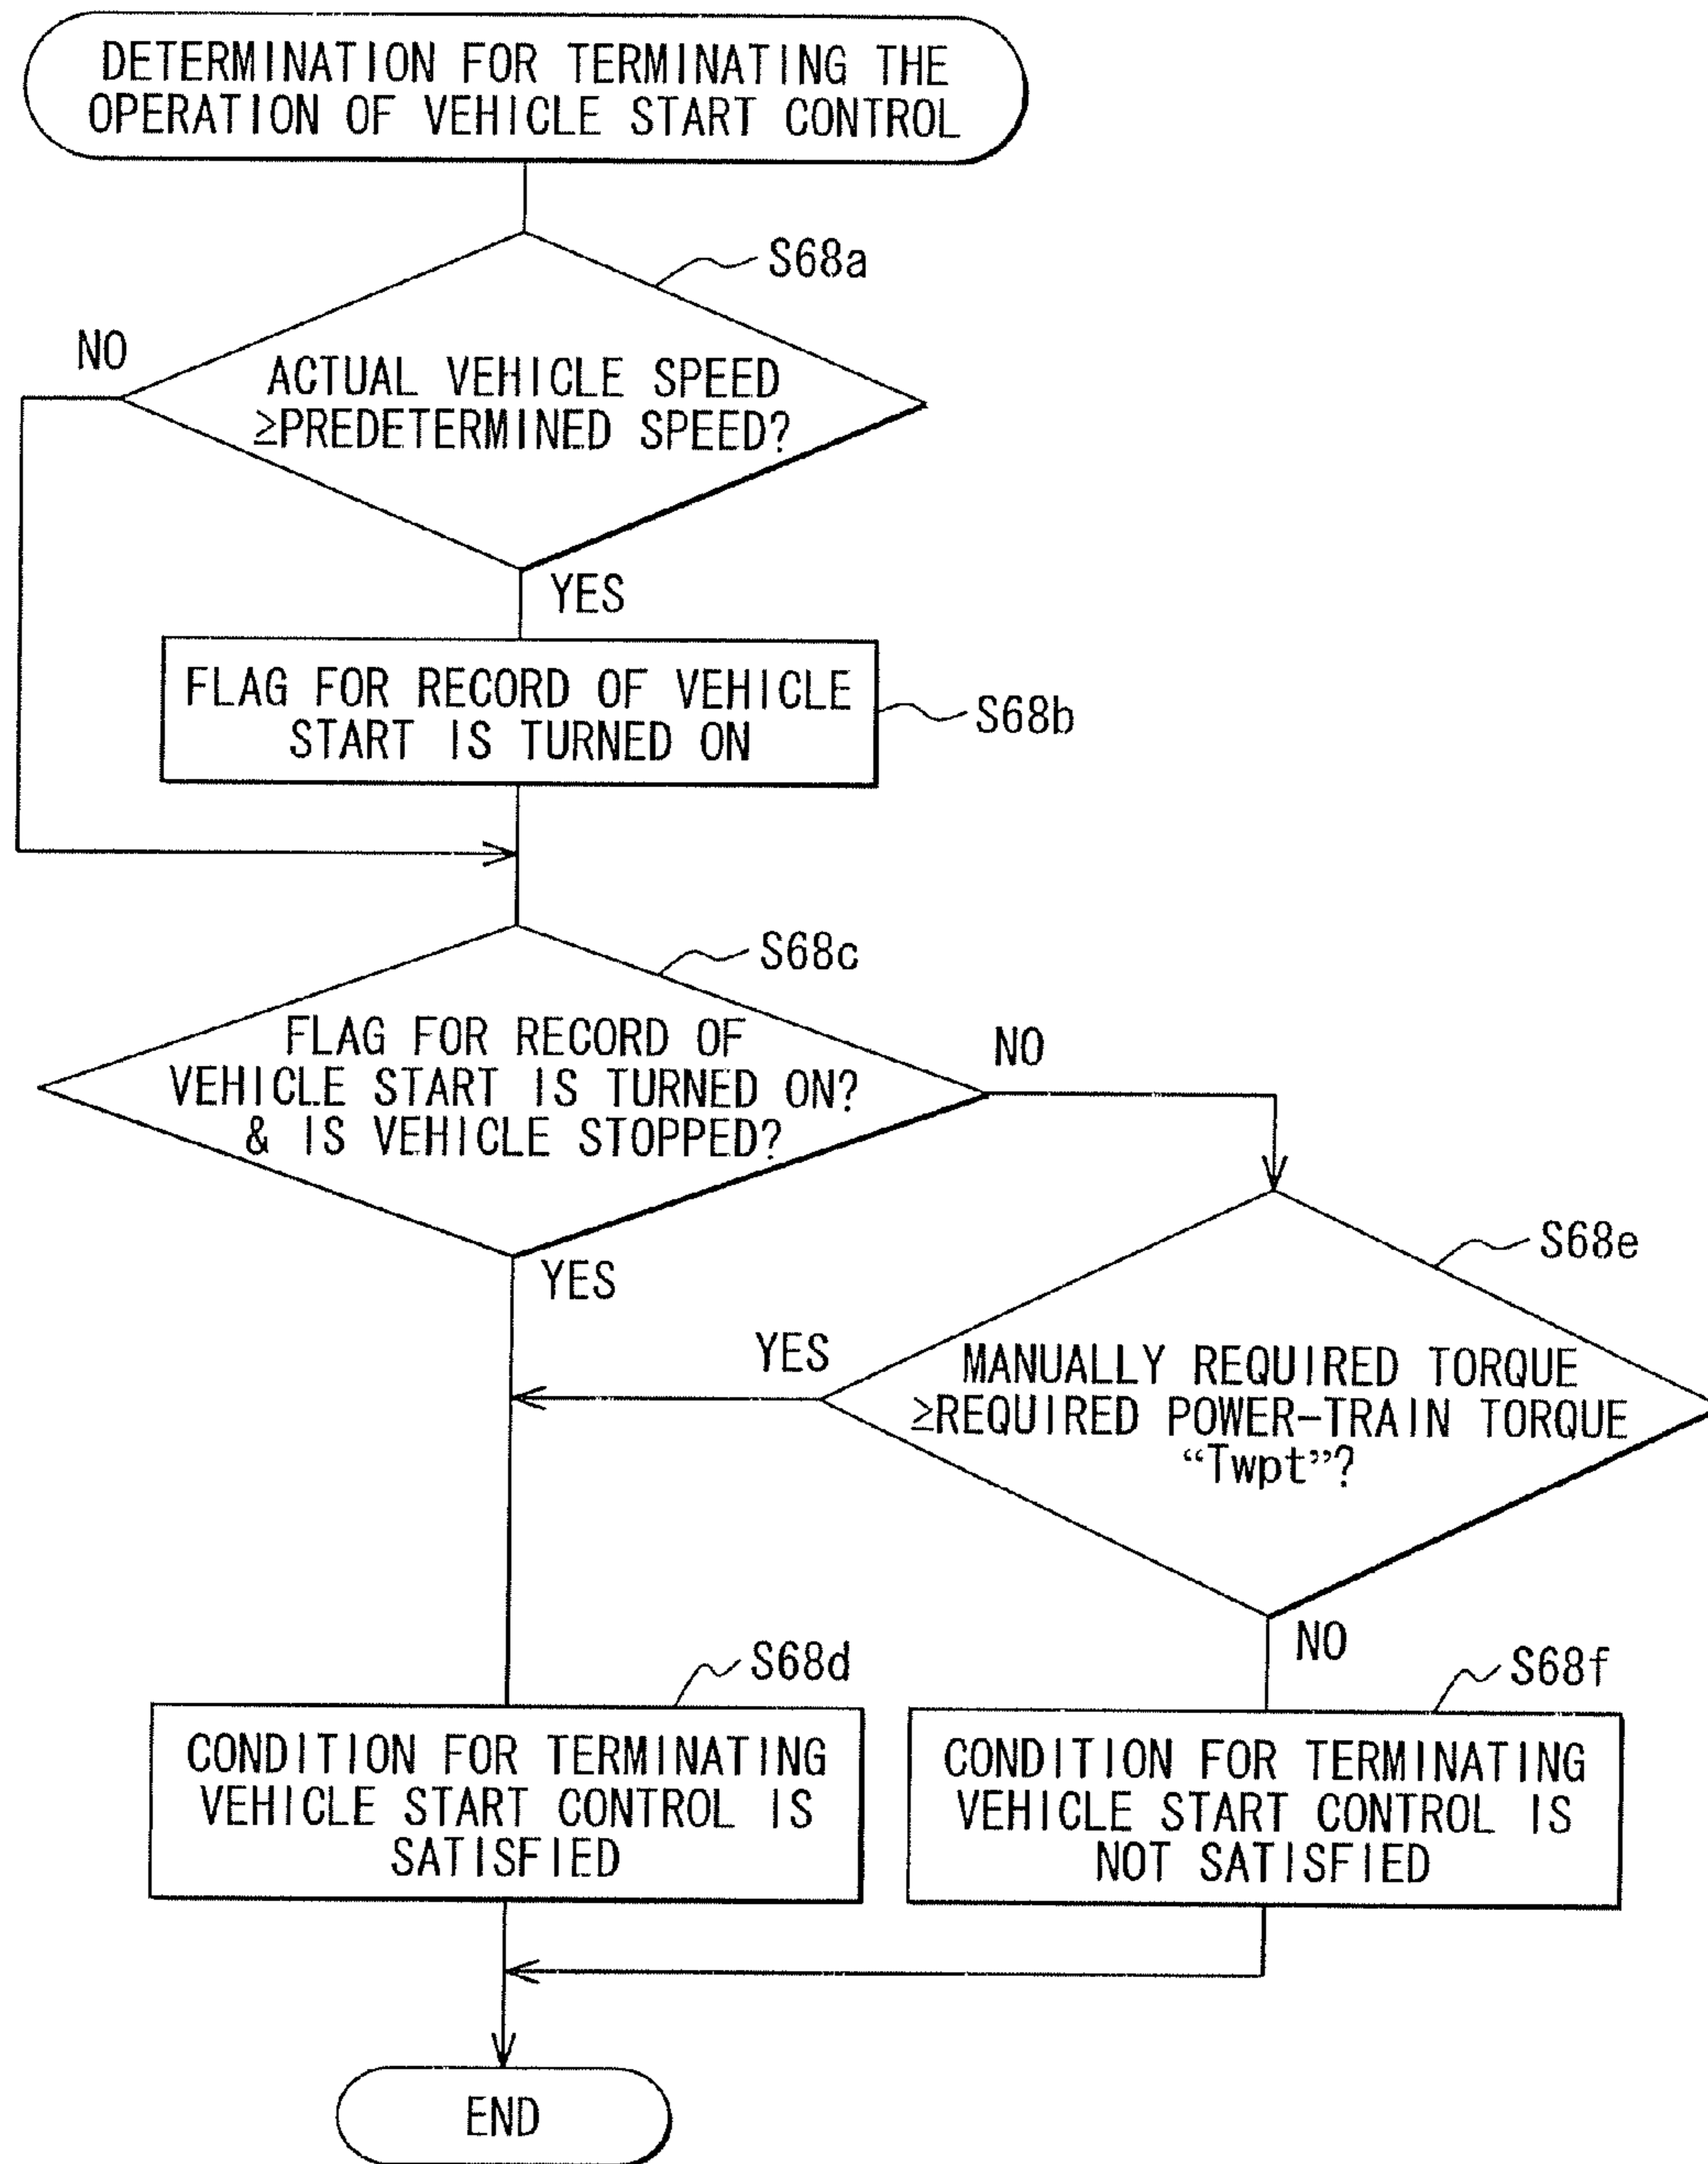 DETERMINATION FOR TERMINATING THE
OPERATION OF VEHICLE START CONTROL
S68a
NO
ACTUAL VEHICLE SPEED
≥PREDETERMINED SPEED?
YES
FLAG FOR RECORD OF VEHICLE
START IS TURNED ON
S68b
S68c
FLAG FOR RECORD OF
VEHICLE START IS TURNED ON?
& IS VEHICLE STOPPED?
NO
YES
S68e
YES
MANUALLY REQUIRED TORQUE
≥REQUIRED POWER-TRAIN TORQUE
“Twpt”?
NO
S68d
CONDITION FOR TERMINATING
VEHICLE START CONTROL IS
SATISFIED
S68f
CONDITION FOR TERMINATING
VEHICLE START CONTROL IS
NOT SATISFIED
END